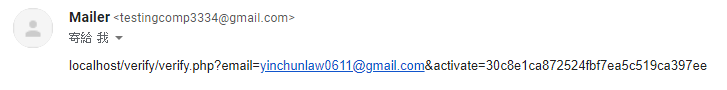 Mailer <testingcomp3334@gmail.com>
寄給 我
localhost/verify/verify.php?email=yinchunlaw0611@gmail.com&activate=30c8e1ca872524fbf7ea5c519ca397ee